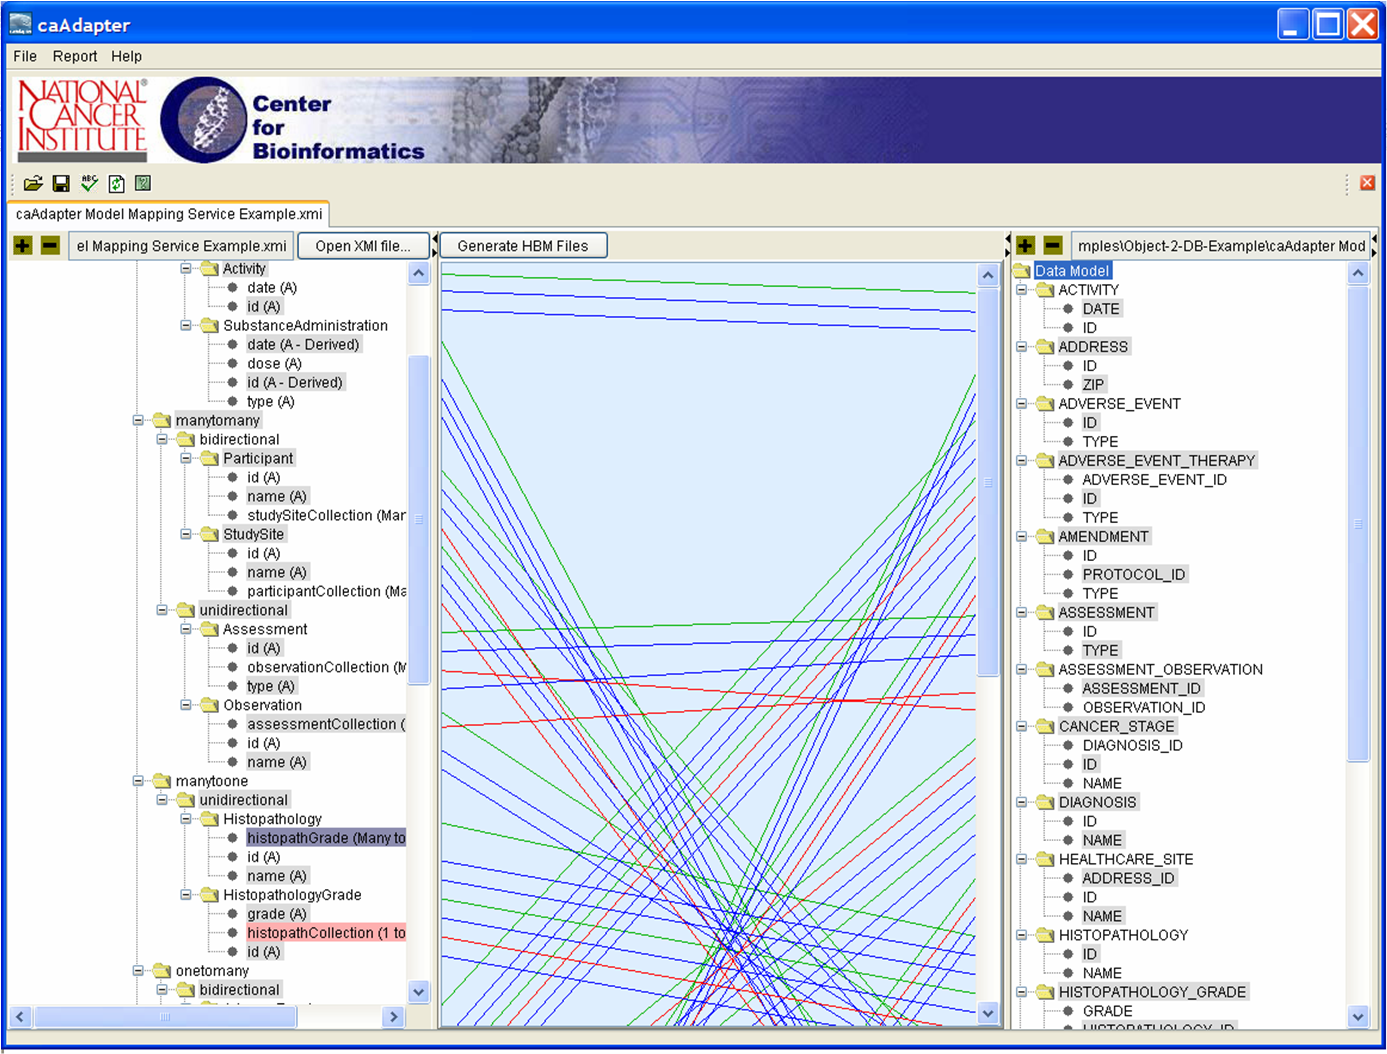 caAdapter
File Report Help
NATIONAL
CANCER
INSTITUTE
®
Center
for
Bioinformatics
ABC
caAdapter Model Mapping Service Example.xmi
el Mapping Service Example.xmi
Open XMI file...
Generate HBM Files
mples\Object-2-DB-Example\caAdapter Mod
Activity
date (A)
id (A)
SubstanceAdministration
date (A - Derived)
dose (A)
id (A - Derived)
type (A)
manytomany
bidirectional
Participant
id (A)
name (A)
studySiteCollection (Mar
StudySite
id (A)
name (A)
participantCollection (Ma
unidirectional
Assessment
id (A)
observationCollection (M
type (A)
Observation
assessmentCollection (
id (A)
name (A)
manytoone
unidirectional
Histopathology
histopathGrade (Many to
id (A)
name (A)
HistopathologyGrade
grade (A)
histopathCollection (1 to
id (A)
onetomany
bidirectional
Data Model
ACTIVITY
DATE
ID
ADDRESS
ID
ZIP
ADVERSE_EVENT
ID
TYPE
ADVERSE_EVENT_THERAPY
ADVERSE_EVENT_ID
ID
TYPE
AMENDMENT
ID
PROTOCOL_ID
TYPE
ASSESSMENT
ID
TYPE
ASSESSMENT_OBSERVATION
ASSESSMENT_ID
OBSERVATION_ID
CANCER_STAGE
DIAGNOSIS_ID
ID
NAME
DIAGNOSIS
ID
NAME
HEALTHCARE_SITE
ADDRESS_ID
ID
NAME
HISTOPATHOLOGY
ID
NAME
HISTOPATHOLOGY_GRADE
GRADE
HISTOPATHOLOGY_ID